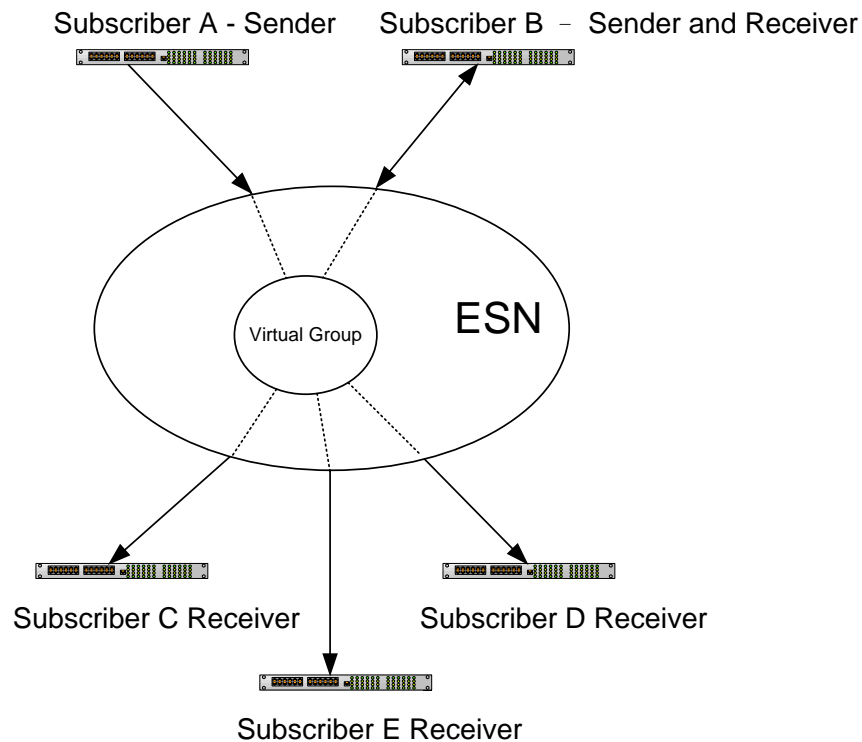 Subscriber A - Sender
Subscriber B – Sender and Receiver
ESN
Virtual Group
Subscriber C Receiver
Subscriber D Receiver
Subscriber E Receiver